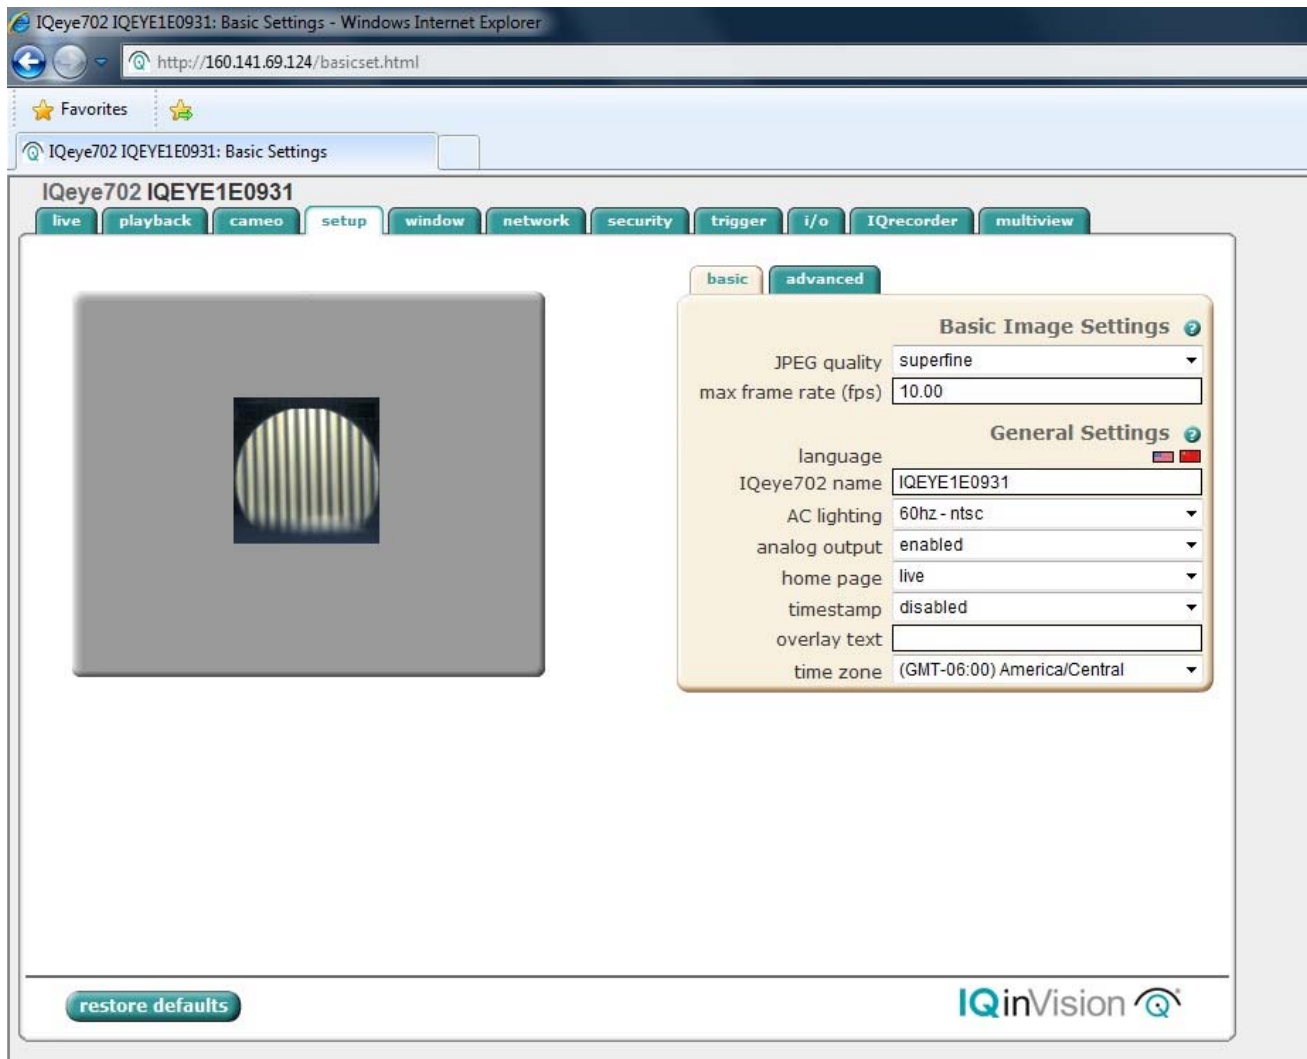 IQeye702 IQEYE1E0931: Basic Settings - Windows Internet Explorer
http://160.141.69.124/basicset.html
Favorites
IQeye702 IQEYE1E0931: Basic Settings
IQeye702 IQEYE1E0931
live playback cameo setup window network security trigger i/o IQrecorder multiview
basic advanced
Basic Image Settings ?
JPEG quality superfine
max frame rate (fps) 10.00
General Settings ?
language
IQeye702 name IQEYE1E0931
AC lighting 60hz - ntsc
analog output enabled
home page live
timestamp disabled
overlay text
time zone (GMT-06:00) America/Central
restore defaults
IQinVision